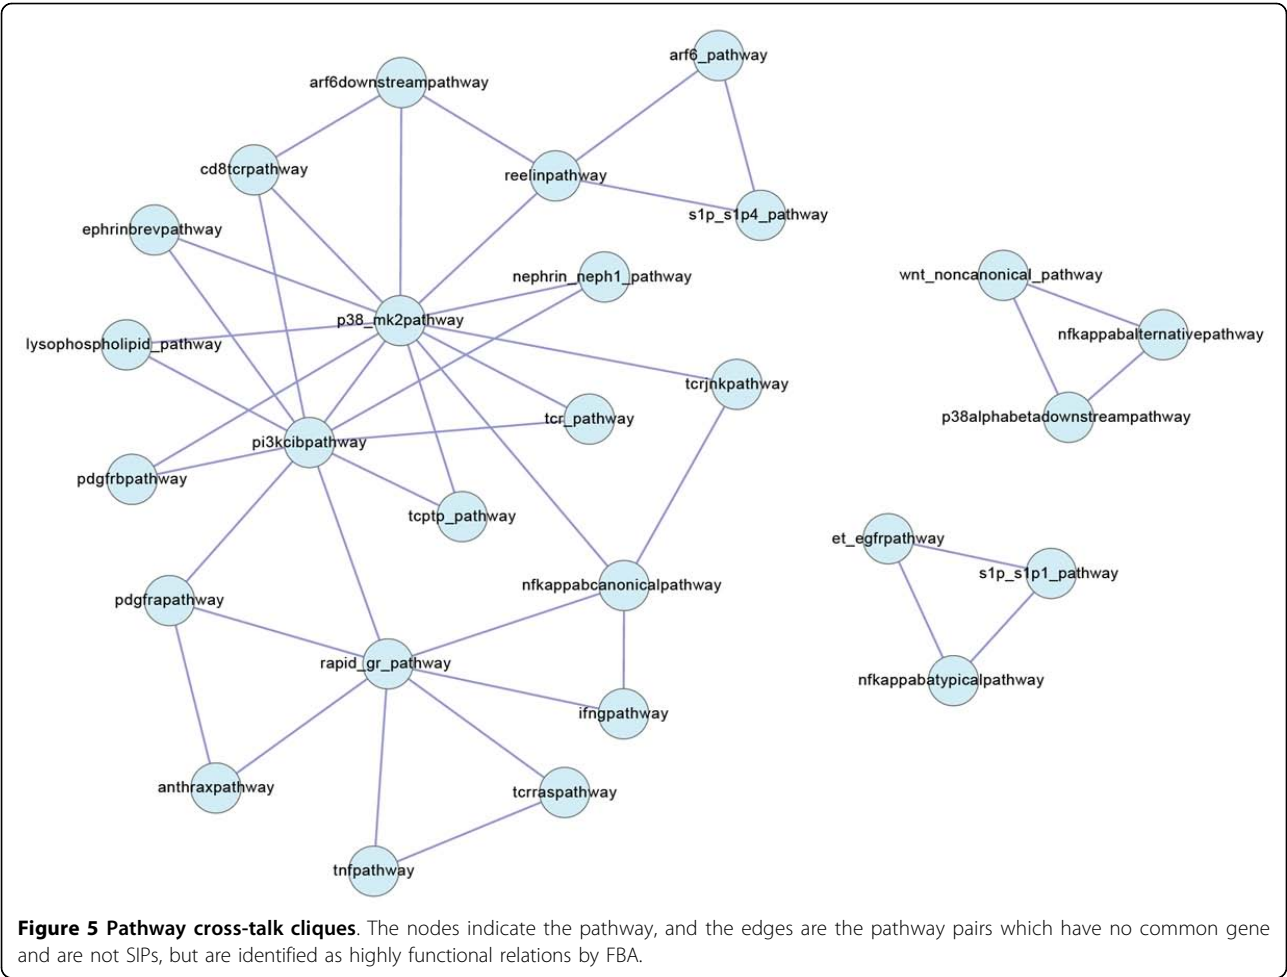 arf6_pathway
arf6downstreampathway
cd8tcrpathway
reelinpathway
s1p_s1p4_pathway
ephrinbrevpathway
nephrin_neph1_pathway
wnt_noncanonical_pathway
p38_mk2pathway
nfkappabalternativepathway
lysophospholipid_pathway
tcrjnkpathway
tcr_pathway
p38alphabetadownstreampathway
pi3kcibpathway
pdgfrbpathway
tcptp_pathway
et_egfrpathway
s1p_s1p1_pathway
nfkappabcanonicalpathway
pdgfrapathway
rapid_gr_pathway
nfkappabatypicalpathway
ifngpathway
anthraxpathway
tcrraspathway
tnfpathway
Figure 5 Pathway cross-talk cliques. The nodes indicate the pathway, and the edges are the pathway pairs which have no common gene
and are not SIPs, but are identified as highly functional relations by FBA.